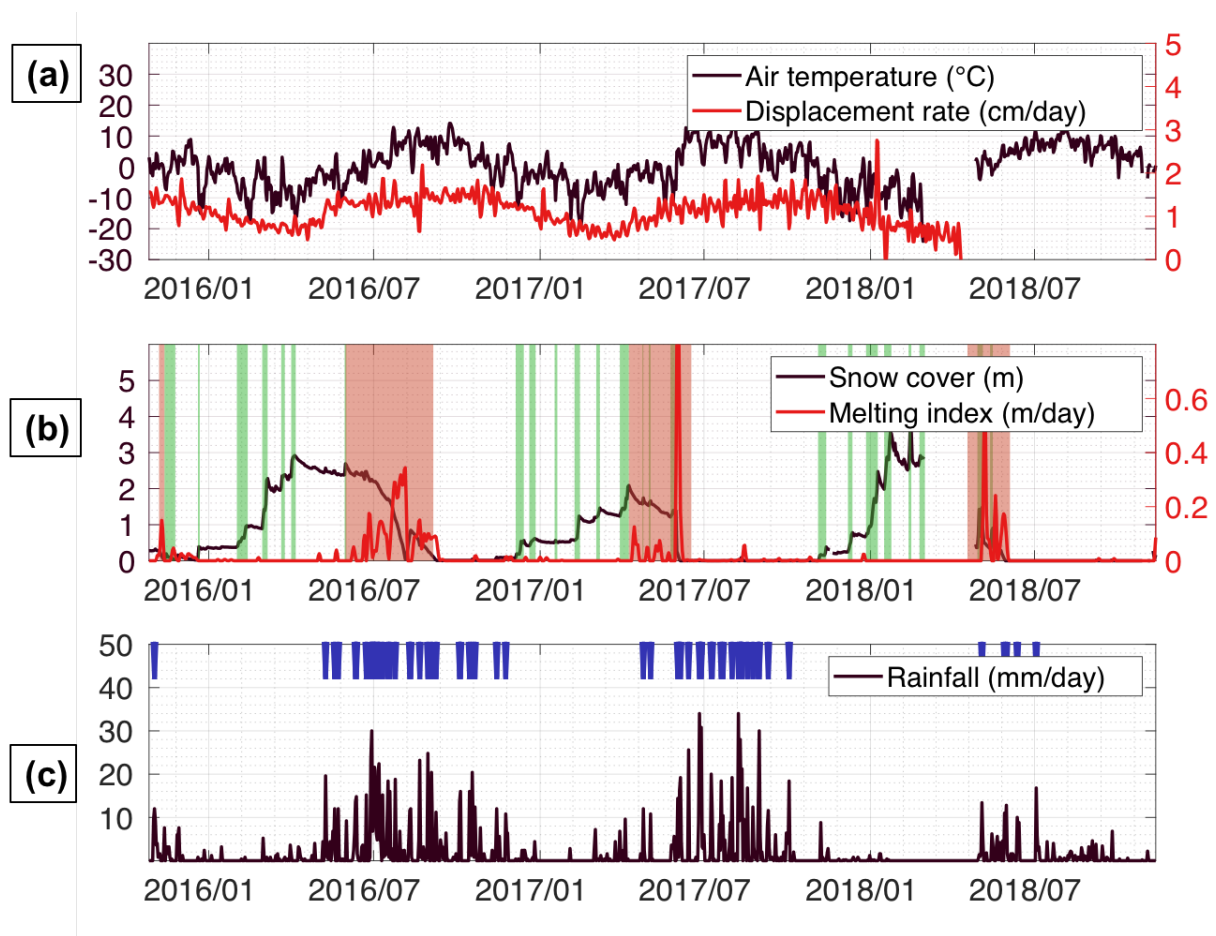 (a)
30
20
10
0
-10
-20
-30
Air temperature (°C)
Displacement rate (cm/day)
5
4
3
2
1
0
2016/01 2016/07 2017/01 2017/07 2018/01 2018/07
(b)
5
4
3
2
1
0
Snow cover (m)
Melting index (m/day)
0.6
0.4
0.2
0
2016/01 2016/07 2017/01 2017/07 2018/01 2018/07
(c)
50
40
30
20
10
Rainfall (mm/day)
2016/01 2016/07 2017/01 2017/07 2018/01 2018/07